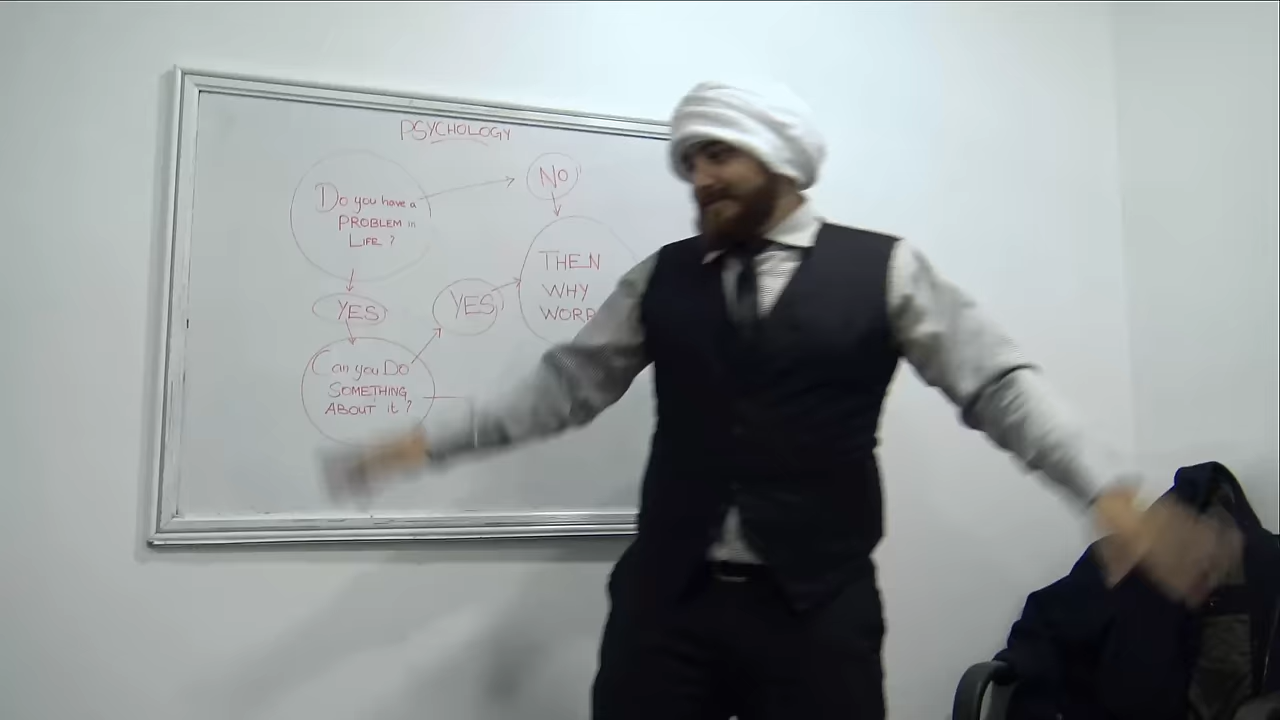 PSYCHOLOGY
Do you have a
PROBLEM in
LIFE ?
NO
YES
YES
THEN
WHY
Can you Do
SOMETHING
ABOUT it ?